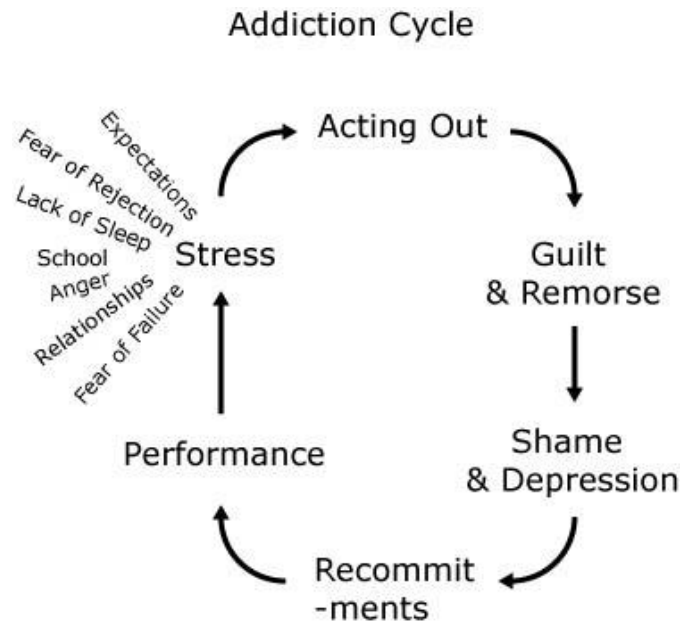 Addiction Cycle
Acting Out
Guilt
& Remorse
Shame
& Depression
Recommit
-ments
Performance
Stress
Expectations
Fear of Rejection
Lack of Sleep
School
Anger
Relationships
Fear of Failure